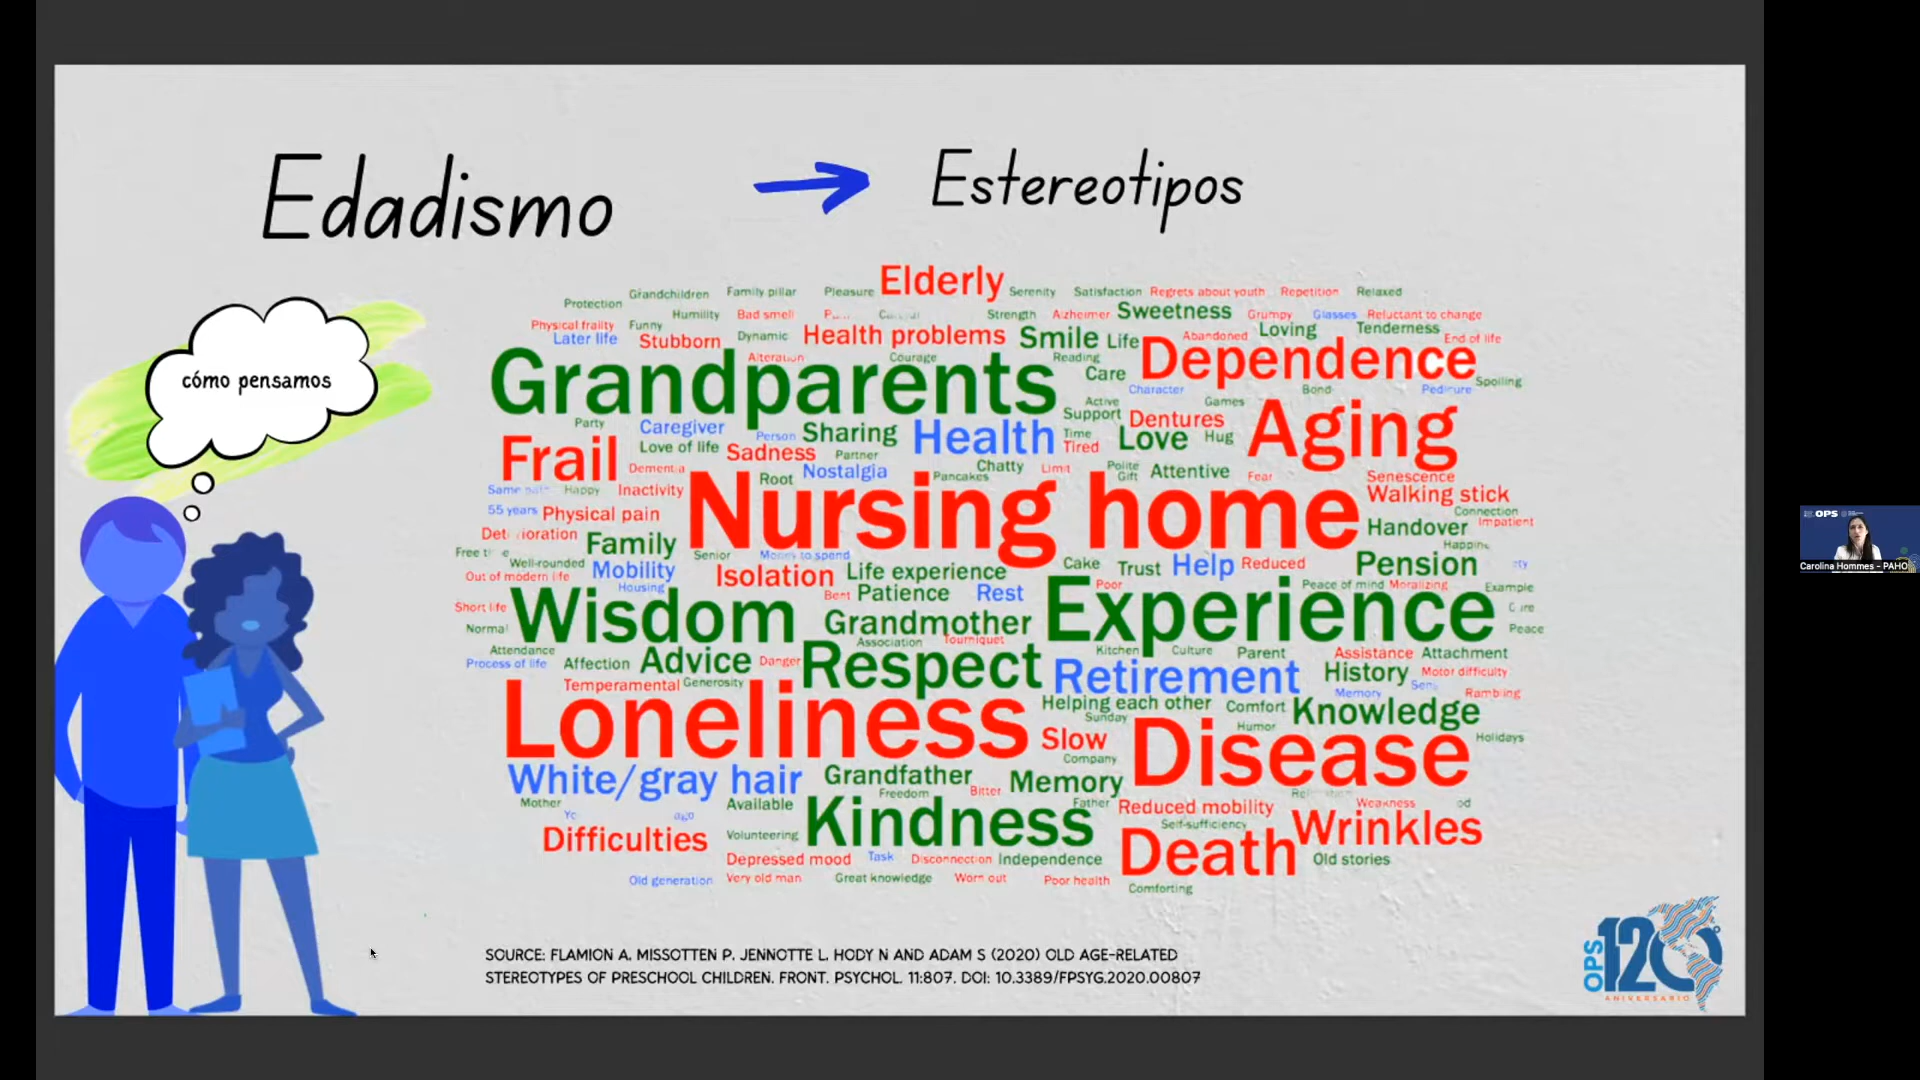 Edadismo
Estereotipos
cómo pensamos
Elderly
Protection Grandchildren Family pillar Pleasure Serenity Satisfaction Regrets about youth Repetition Relaxed
Humility Bad smell Strength Alzheimer Sweetness Grumpy Glasses Reluctant to change
Physical frailty Funny
Later life Stubborn Dynamic Health problems Smile Life Abandoned Loving Tenderness End of life
Alteration Courage Reading
Grandparents Care Dependence
Character Bond Pedicure Spoiling
Active Games
Party Support Dentures
Caregiver Person Sharing Health Time Love Hug Aging
Frail Love of life Sadness Partner Tired
Dementia Root Nostalgia Pancakes Chatty Limit Polite Gift Attentive Fear Senescence
Happy Inactivity Walking stick
55 years Physical pain Nursing home Connection
Handover Impatient
Family Senior Money to spend
Well-rounded Mobility Isolation Life experience Cake Trust Help Reduced Pension
Out of modern life Housing Bent Patience Rest Poor Peace of mind Moralizing Example
Short life Wisdom Grandmother Experience
Normal Association Tourniquet Peace
Attendance Kitchen Culture Parent Assistance Attachment
Process of life Affection Advice Danger Respect Retirement History Motor difficulty
Temperamental Generosity Memory Rambling
Loneliness Helping each other Comfort Knowledge
Sunday Humor
Slow Disease Holidays
Company
White/gray hair Grandfather Memory
Mother Available Freedom Bitter Father Reduced mobility Weakness
Kindness Self-sufficiency Wrinkles
Difficulties Volunteering Death
Depressed mood Task Disconnection Independence Old stories
Old generation Very old man Great knowledge Worn out Poor health Comforting
SOURCE: FLAMION A. MISSOTTEN P. JENNOTTE L. HODY N AND ADAM S (2020) OLD AGE-RELATED
STEREOTYPES OF PRESCHOOL CHILDREN. FRONT. PSYCHOL. 11:807. DOI: 10.3389/FPSYG.2020.00807
OPS 120
ANIVERSARIO
OPS
Carolina Hommes - PAHO